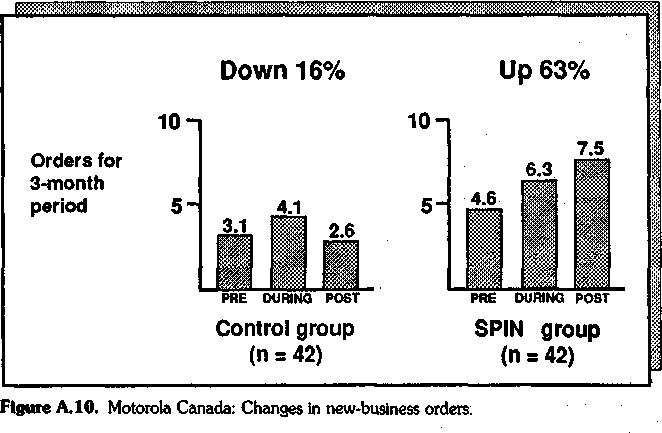 Down 16%
Up 63%
Orders for
3-month
period
10
5
3.1
4.1
2.6
PRE DURING POST
Control group
(n = 42)
10
5
4.6
6.3
7.5
PRE DURING POST
SPIN group
(n = 42)
Figure A.10. Motorola Canada: Changes in new-business orders.